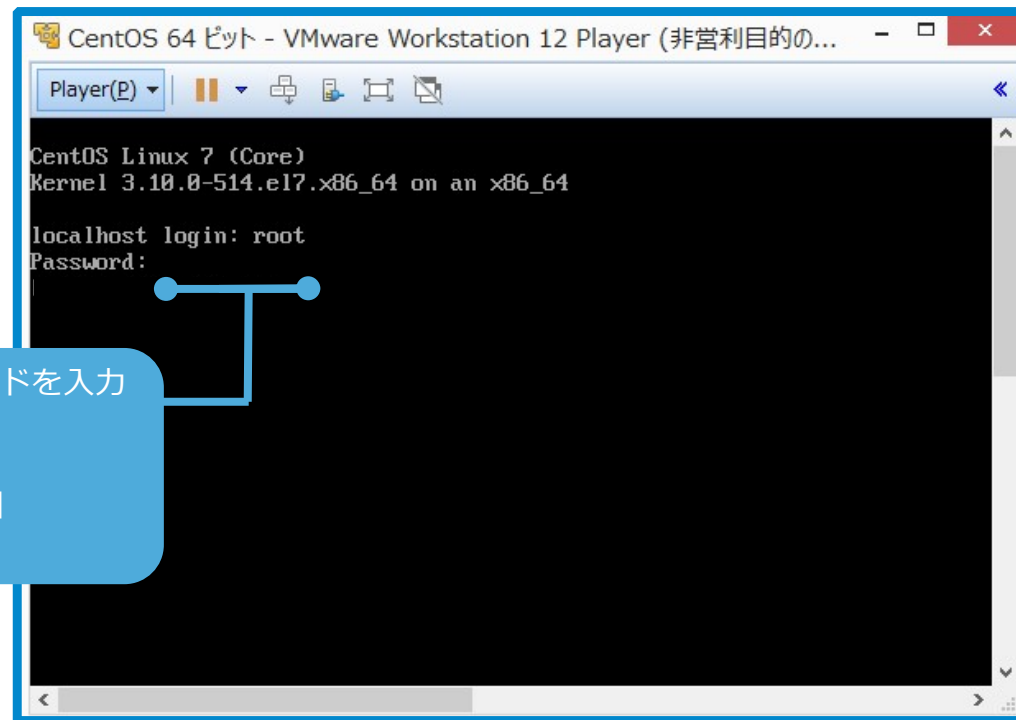 CentOS 64 ビット - VMware Workstation 12 Player (非営利目的の...
Player(P)
CentOS Linux 7 (Core)
Kernel 3.10.0-514.el7.x86_64 on an x86_64
localhost login: root
Password:
ドを入力